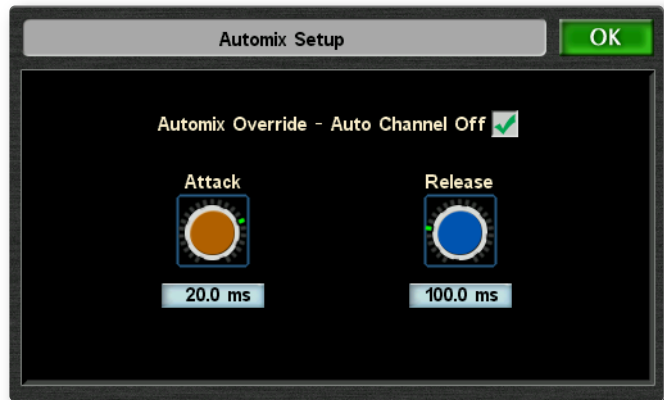 Automix Setup
OK
Automix Override - Auto Channel Off
Attack
Release
20.0 ms
100.0 ms